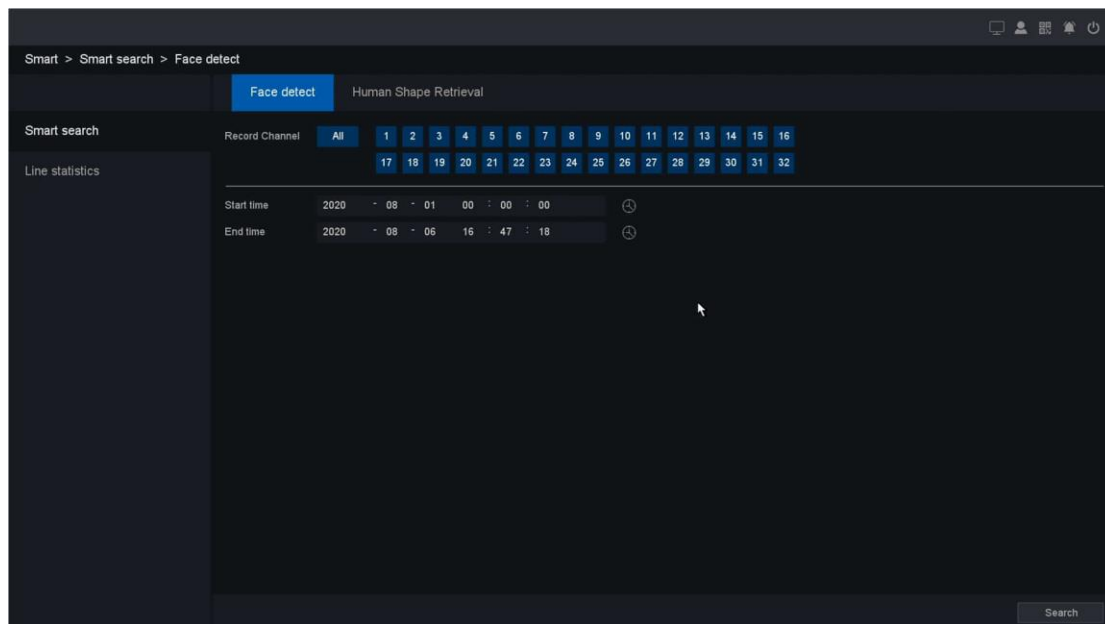 Smart > Smart search > Face detect
Face detect Human Shape Retrieval
Smart search
Line statistics
Record Channel All 1 2 3 4 5 6 7 8 9 10 11 12 13 14 15 16
17 18 19 20 21 22 23 24 25 26 27 28 29 30 31 32
Start time 2020 - 08 - 01 00 : 00 : 00
End time 2020 - 08 - 06 16 : 47 : 18
Search